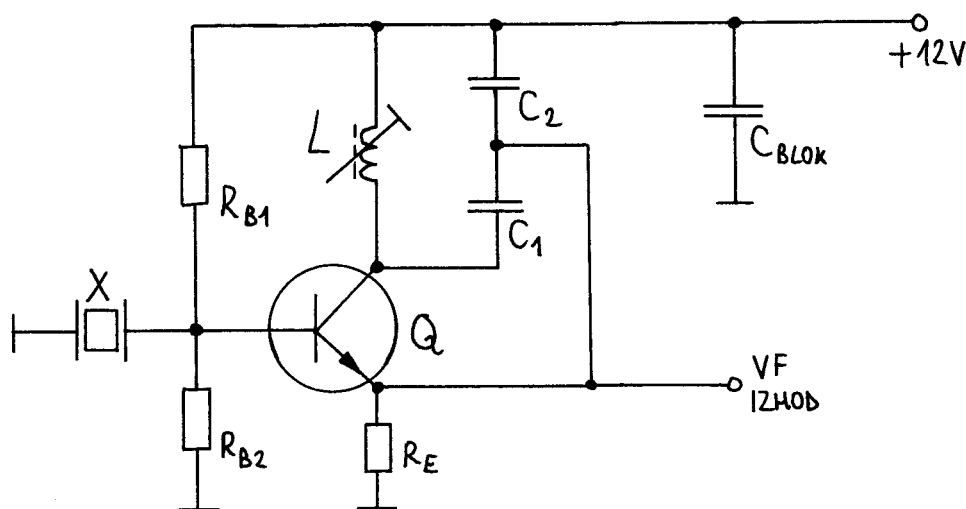 +12V
C2
L
CBLOK
RB1
C1
X
Q
VF
IZHOD
RB2
RE